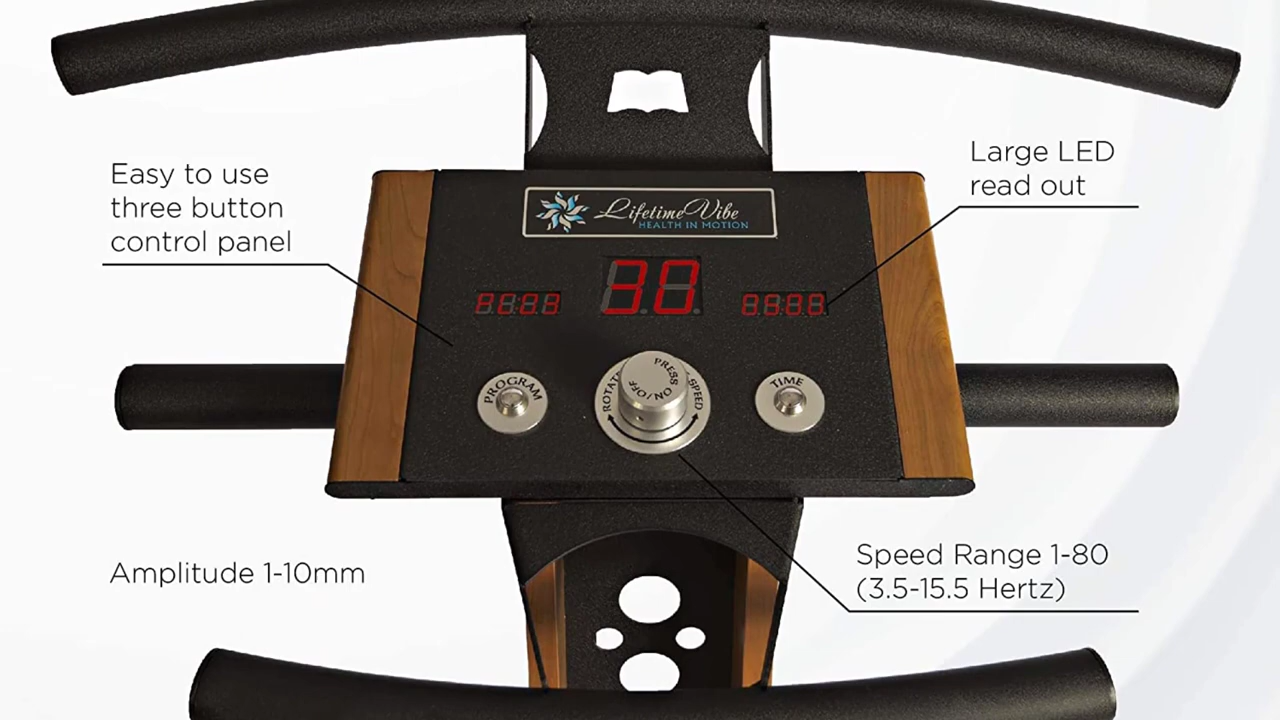 Easy to use
three button
control panel
Large LED
read out
LifetimeVibe
HEALTH IN MOTION
30
PROGRAM
ROTATE
SPEED
PRESS
ON/OFF
TIME
Amplitude 1-10mm
Speed Range 1-80
(3.5-15.5 Hertz)